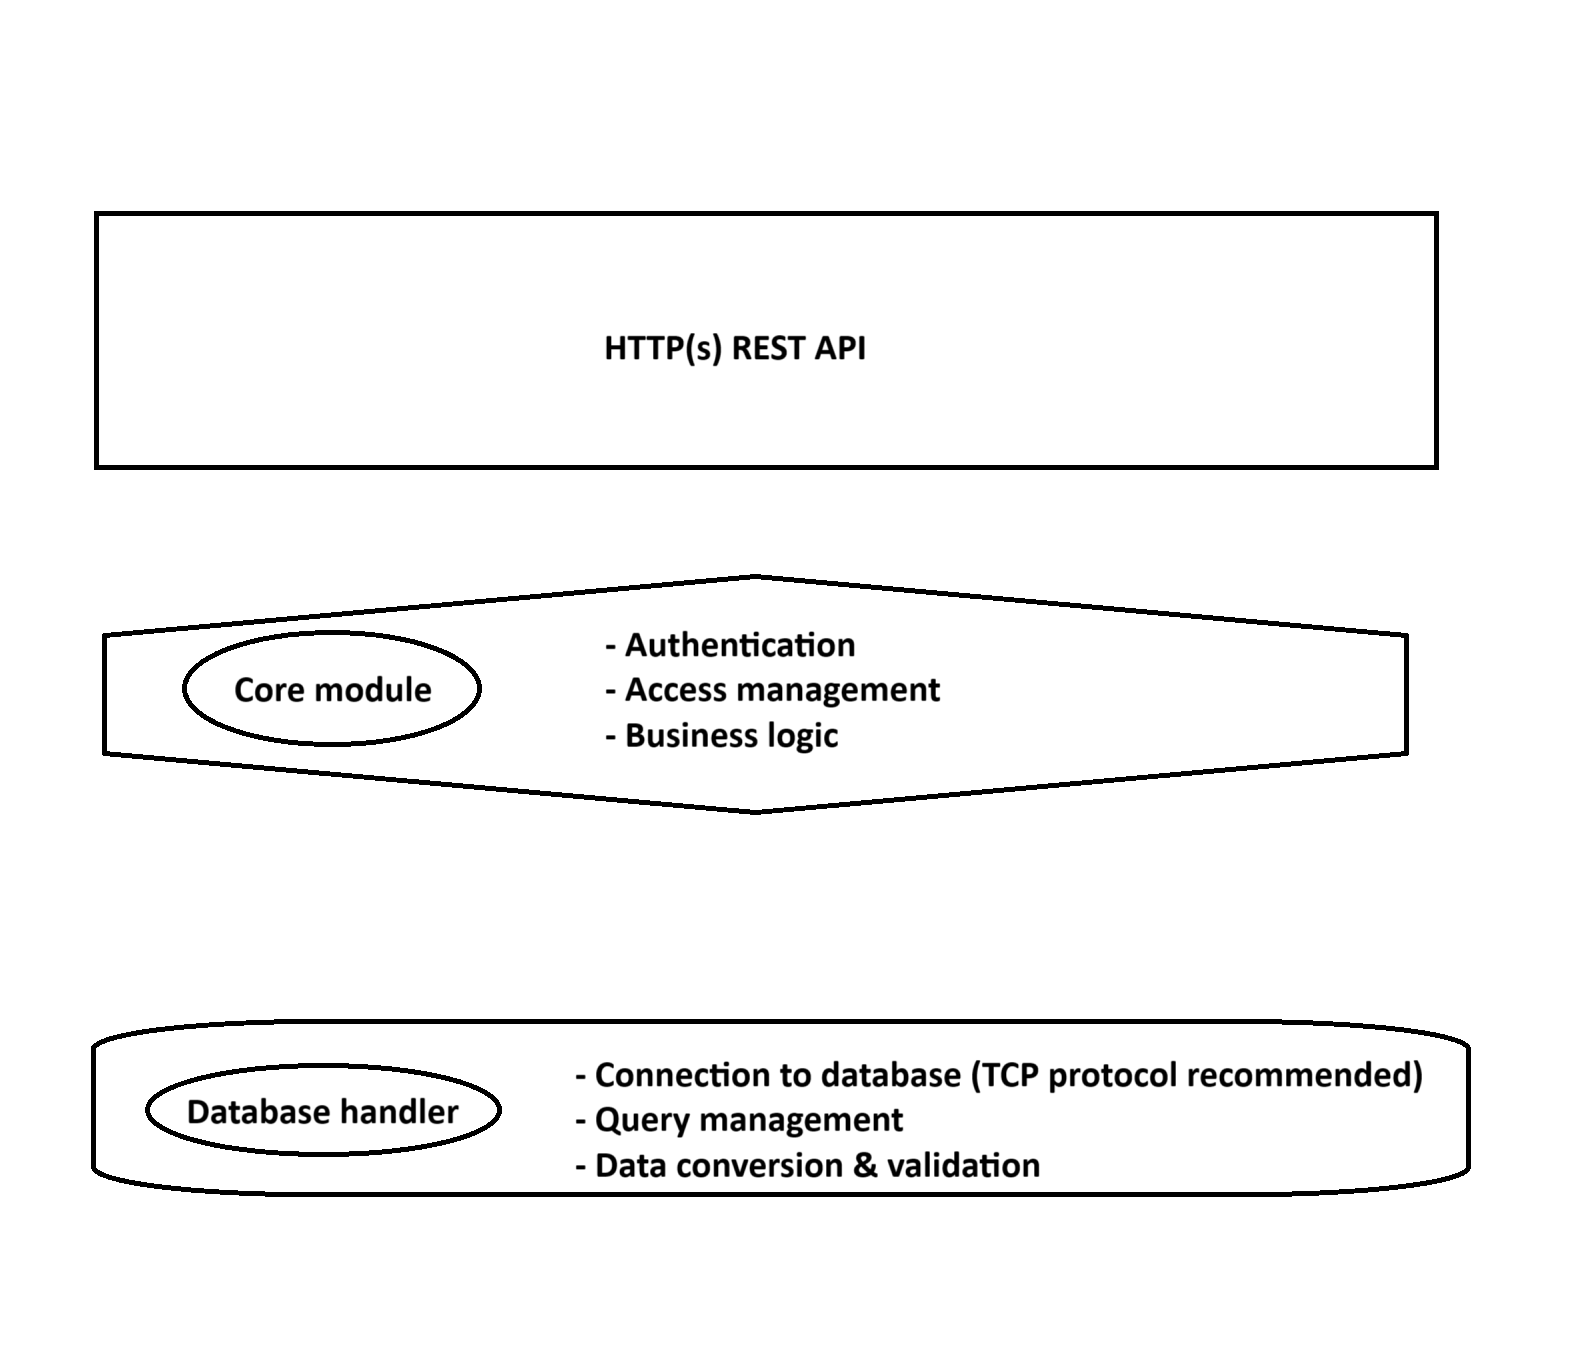 HTTP(s) REST API
Core module
- Authentication
- Access management
- Business logic
Database handler
- Connection to database (TCP protocol recommended)
- Query management
- Data conversion & validation